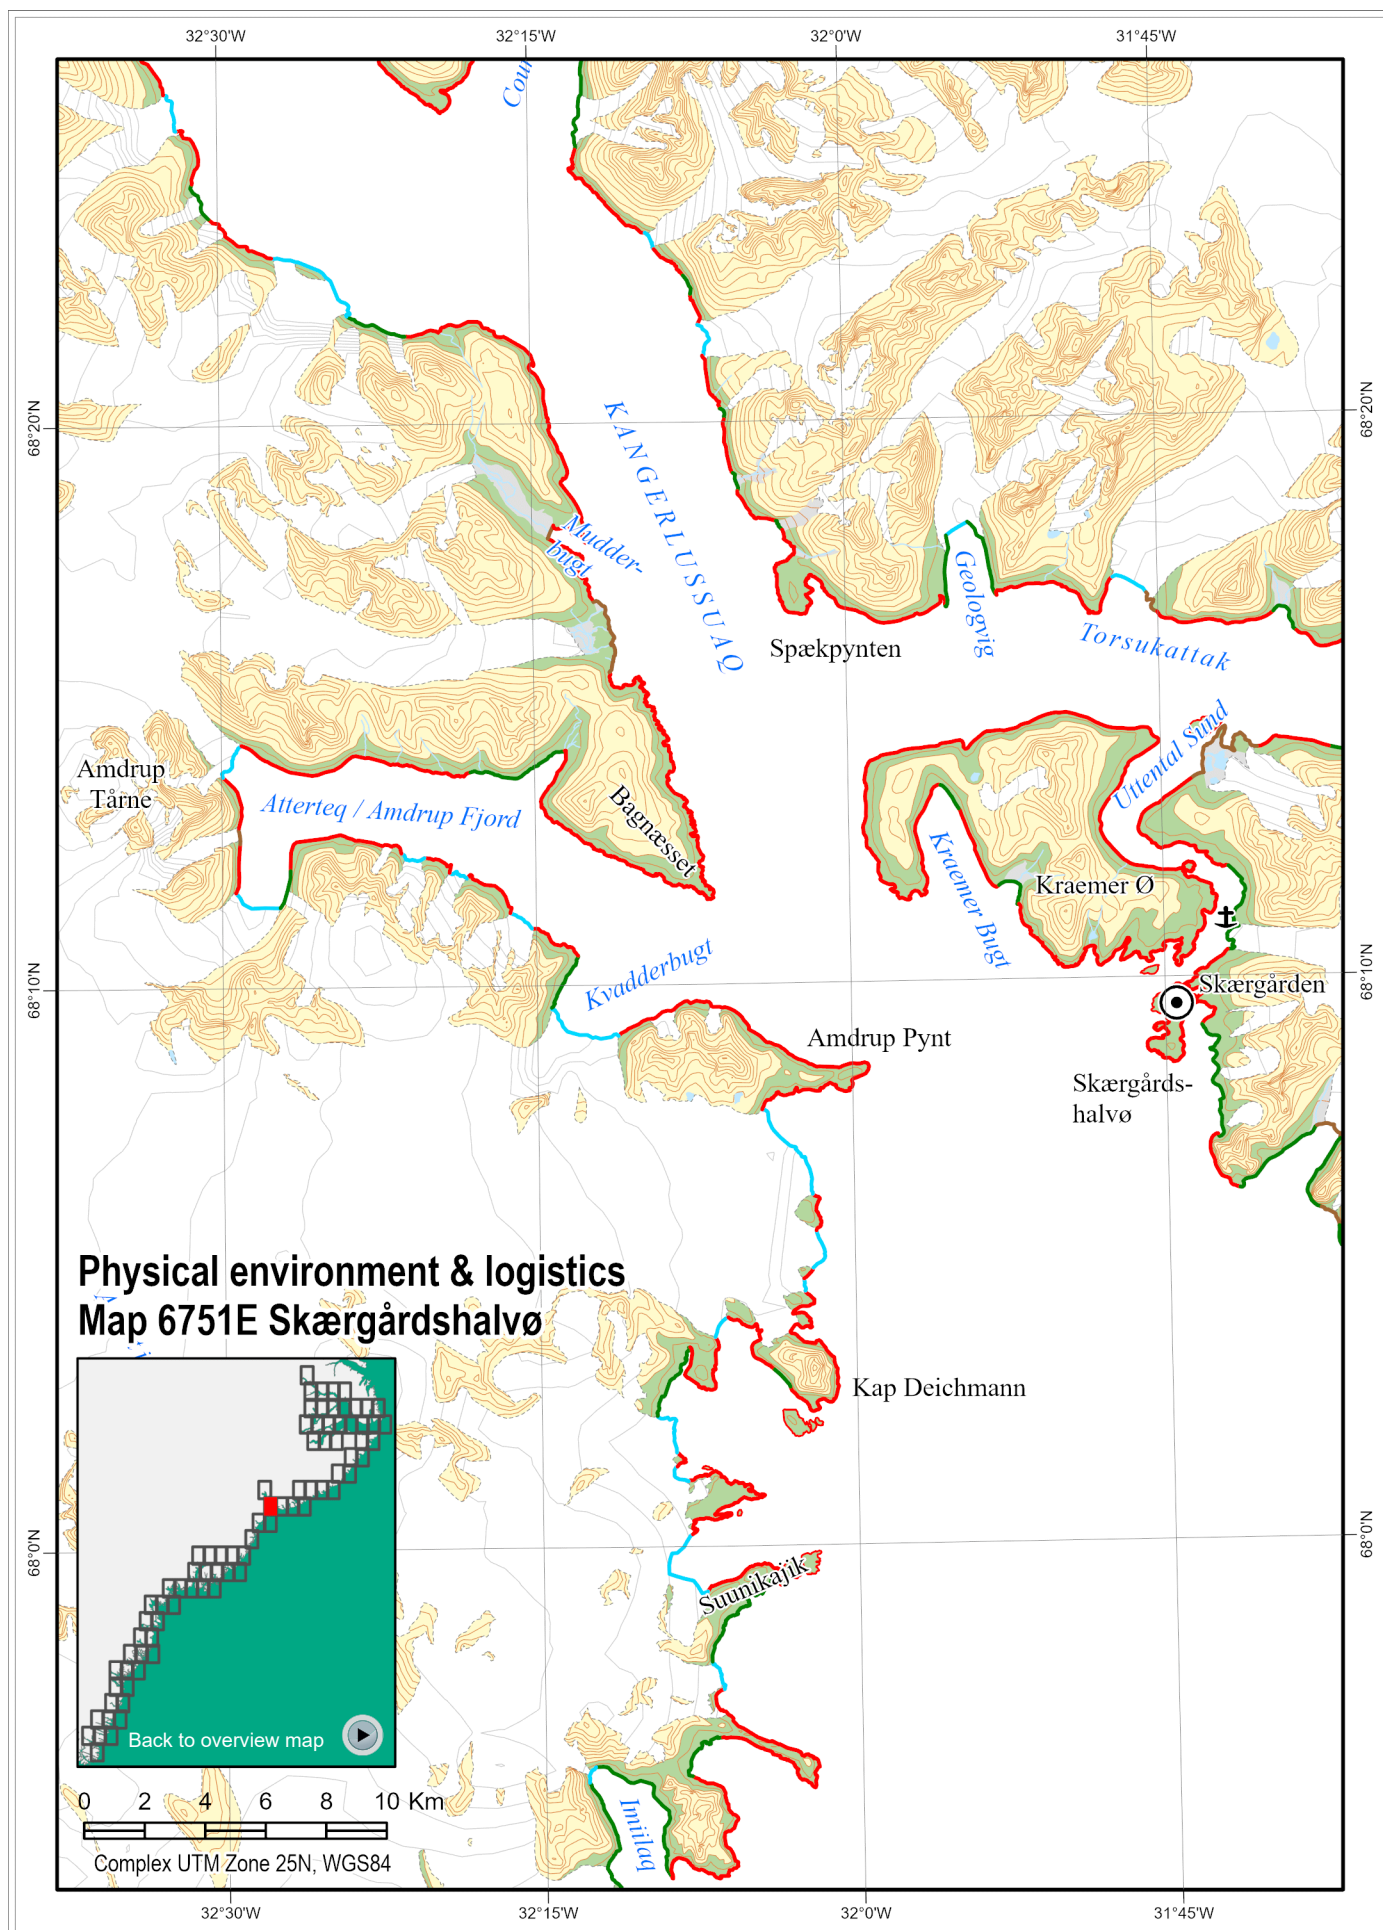 32°30'W
32°15'W
32°0'W
31°45'W
Cour
68°20'N
68°20'N
KANGERLUSSUAQ
Mudder-
bugt
Geologvig
Spækpynten
Torsukattak
Uttental Sund
Amdrup
Tårne
Atterteq / Amdrup Fjord
Bagnæsset
Kraemer Bugt
Kraemer Ø
Kvadderbugt
68°10'N
68°10'N
Skærgården
Amdrup Pynt
Skærgårds-
halvø
Physical environment & logistics
Map 6751E Skærgårdshalvø
Kap Deichmann
68°0'N
68°0'N
Suunikajik
Back to overview map
0 2 4 6 8 10 Km
Complex UTM Zone 25N, WGS84
Imiilaq
32°30'W
32°15'W
32°0'W
31°45'W